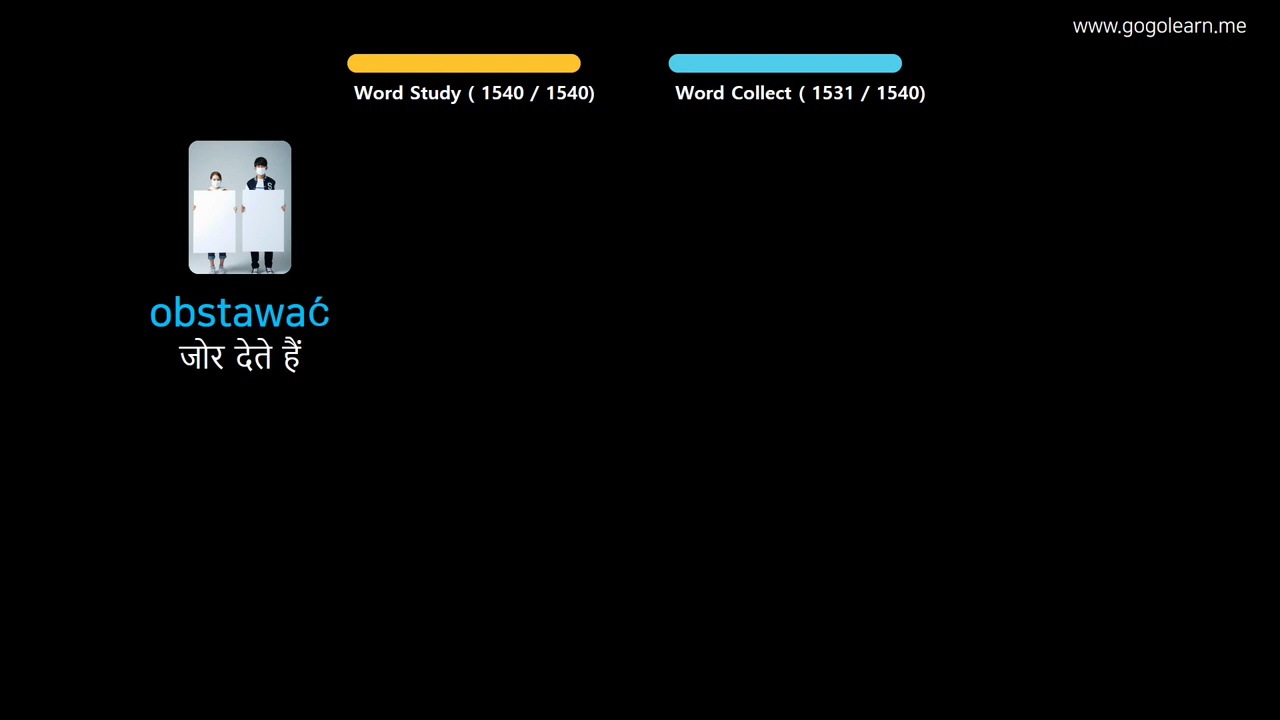 www.gogolearn.me
Word Study ( 1540 / 1540)
Word Collect ( 1531 / 1540)
obstawać
जोर देते हैं